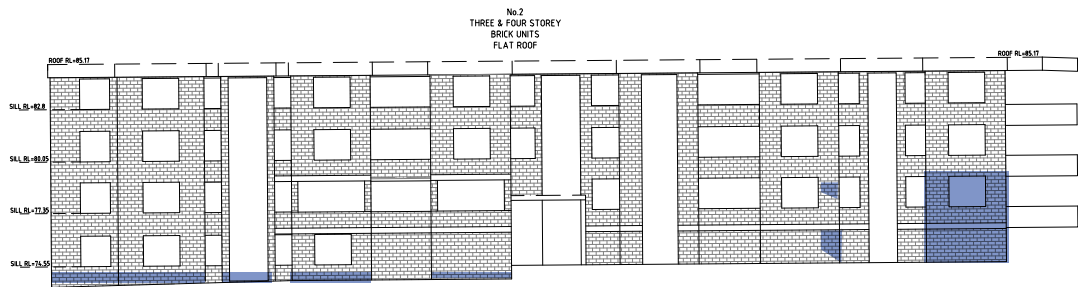 No.2
THREE & FOUR STOREY
BRICK UNITS
FLAT ROOF
ROOF RL=85.17
ROOF RL=85.17
SILL RL=82.8
SILL RL=80.05
SILL RL=77.35
SILL RL=74.55